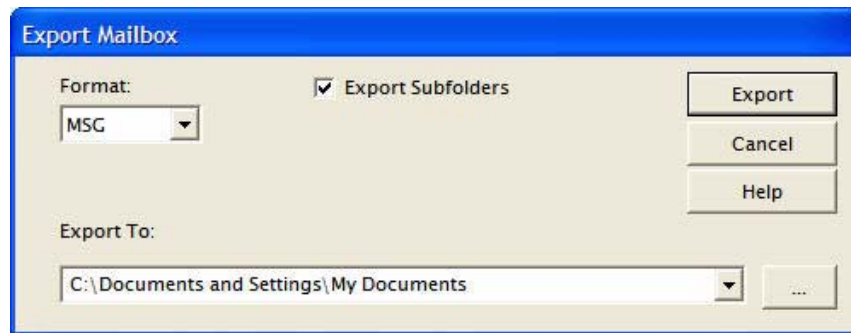 Export Mailbox
Format:
Export Subfolders
Export
MSG
Cancel
Help
Export To:
C:\Documents and Settings\My Documents
...